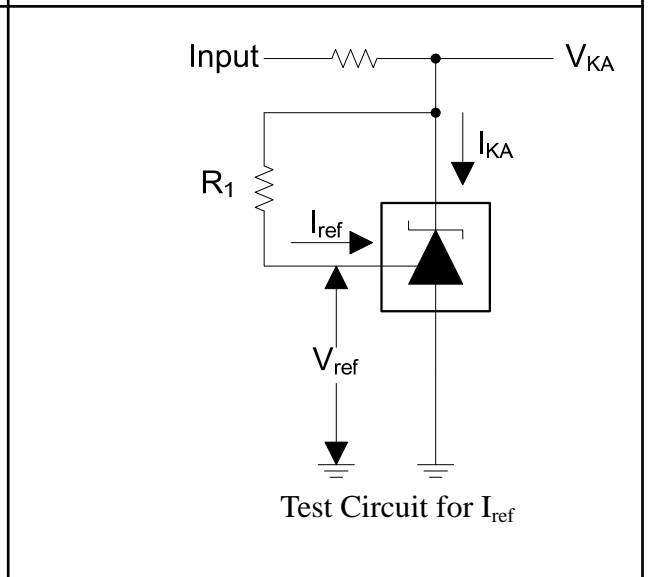 Input
V_KA
I_KA
R_1
I_ref
V_ref
Test Circuit for I_ref